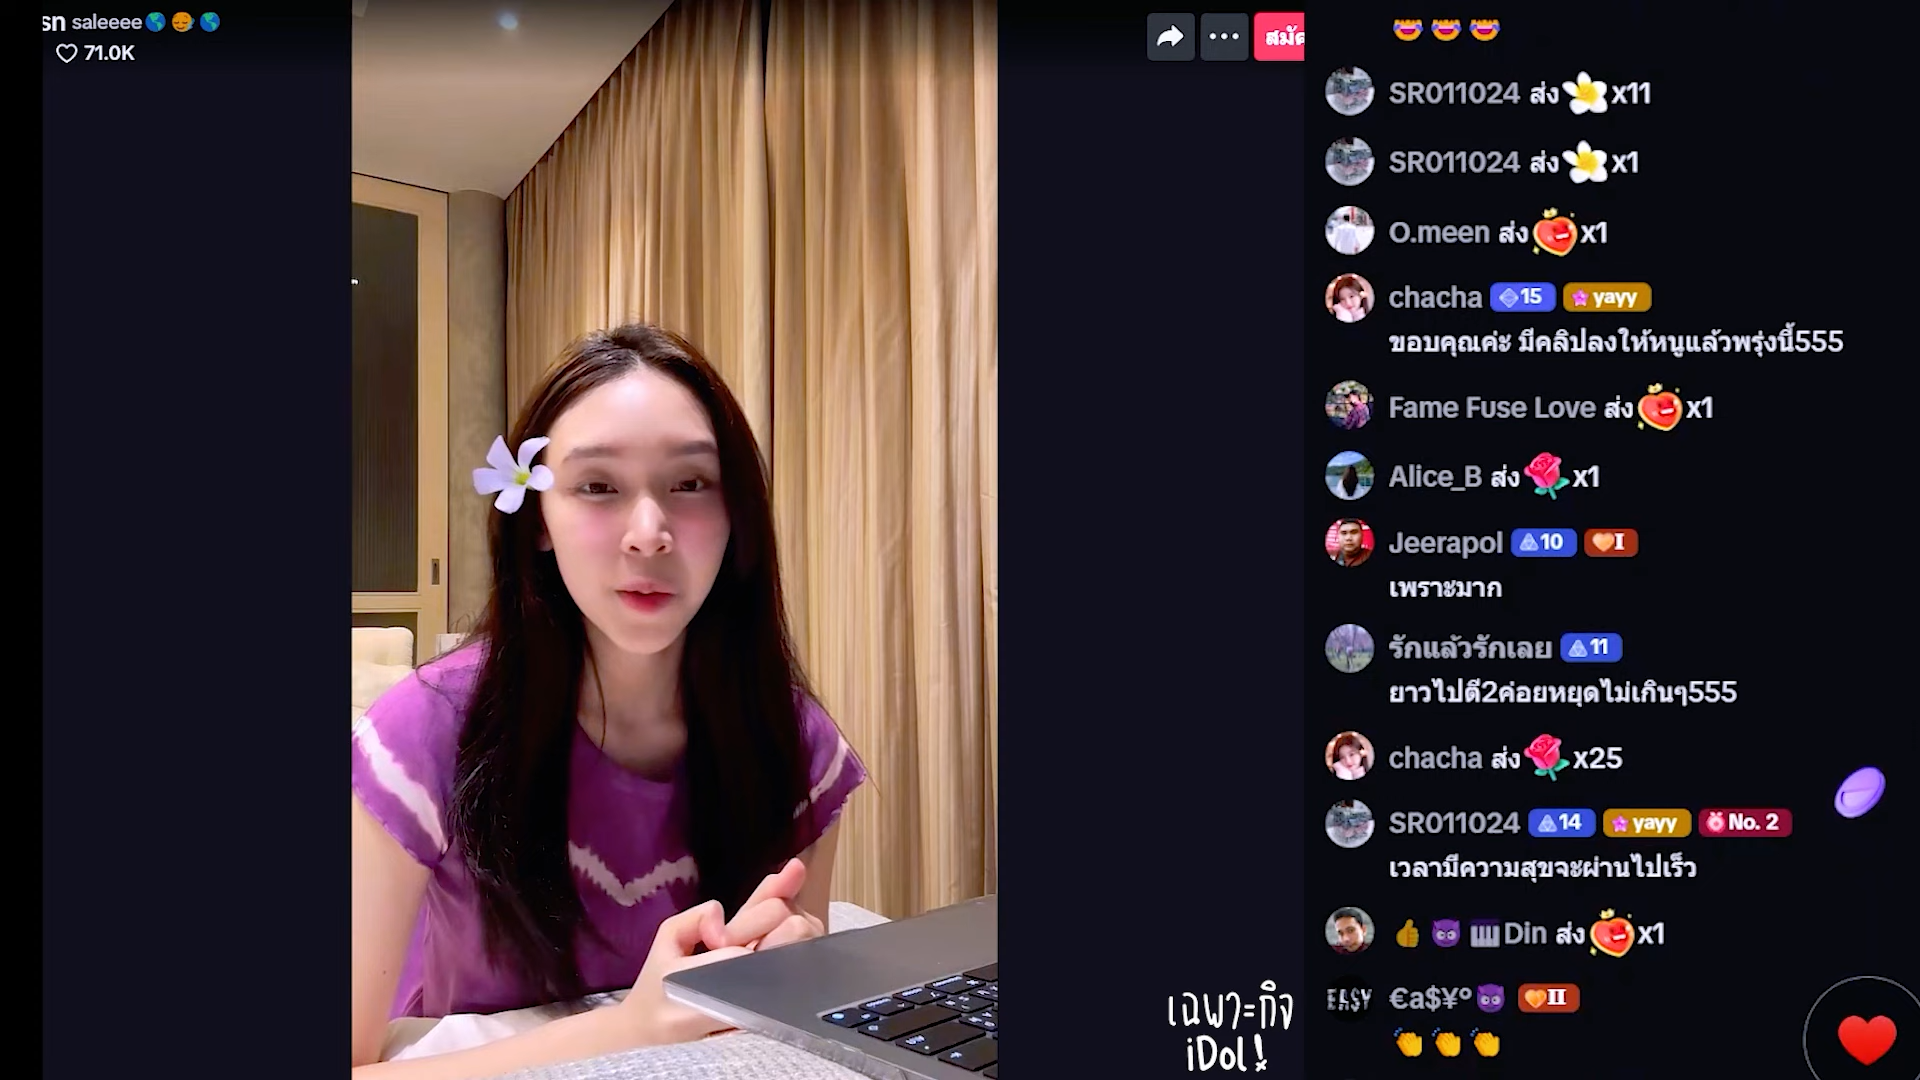 sn saleeee
71.0K
สมัค
SR011024 ส่ง x11
SR011024 ส่ง x1
O.meen ส่ง x1
chacha 15 yayy
ขอบคุณค่ะ มีคลิปลงให้หนูแล้วพรุ่งนี้555
Fame Fuse Love ส่ง x1
Alice_B ส่ง x1
Jeerapol 10 I
เพราะมาก
รักแล้วรักเลย 11
ยาวไปตี2ค่อยหยุดไม่เกินๆ555
chacha ส่ง x25
SR011024 14 yayy No. 2
เวลามีความสุขจะผ่านไปเร็ว
Din ส่ง x1
EASY €a$¥° II
เฉพาะกิจ
iDol!